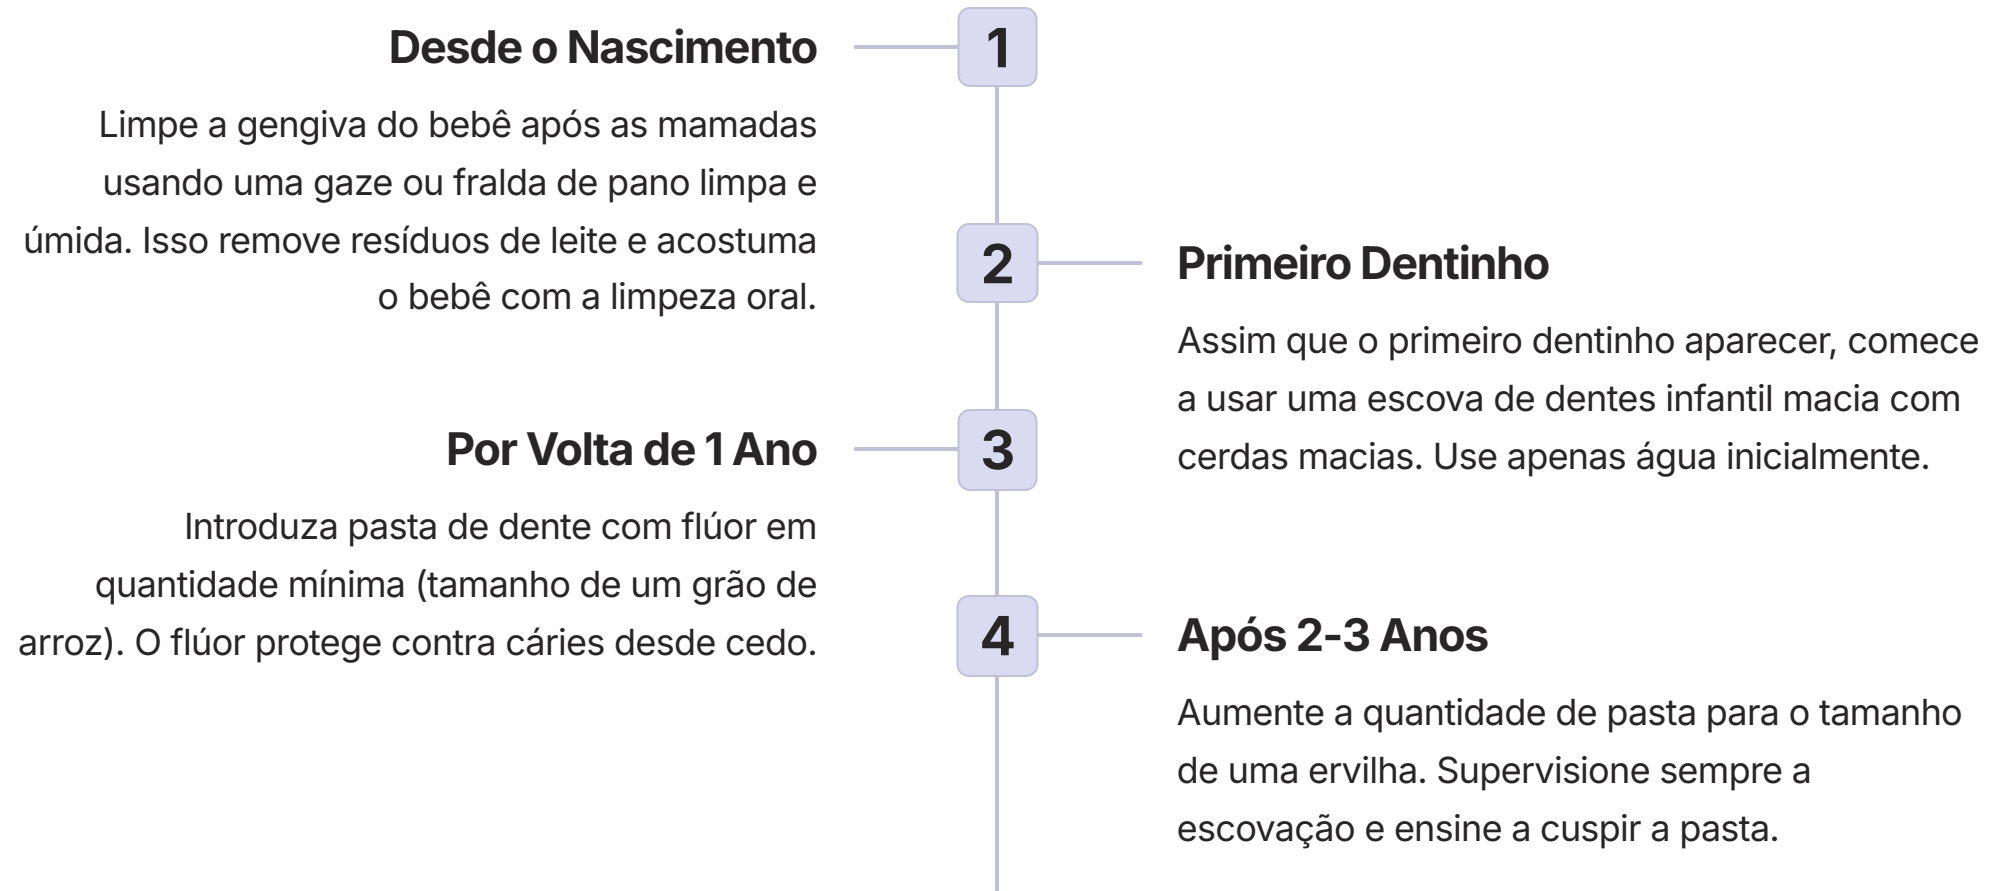 1
Desde o Nascimento
Limpe a gengiva do bebê após as mamadas
usando uma gaze ou fralda de pano limpa e
úmida. Isso remove resíduos de leite e acostuma
o bebê com a limpeza oral.
2
Primeiro Dentinho
Assim que o primeiro dentinho aparecer, comece
a usar uma escova de dentes infantil macia com
cerdas macias. Use apenas água inicialmente.
3
Por Volta de 1 Ano
Introduza pasta de dente com flúor em
quantidade mínima (tamanho de um grão de
arroz). O flúor protege contra cáries desde cedo.
4
Após 2-3 Anos
Aumente a quantidade de pasta para o tamanho
de uma ervilha. Supervisione sempre a
escovação e ensine a cuspir a pasta.